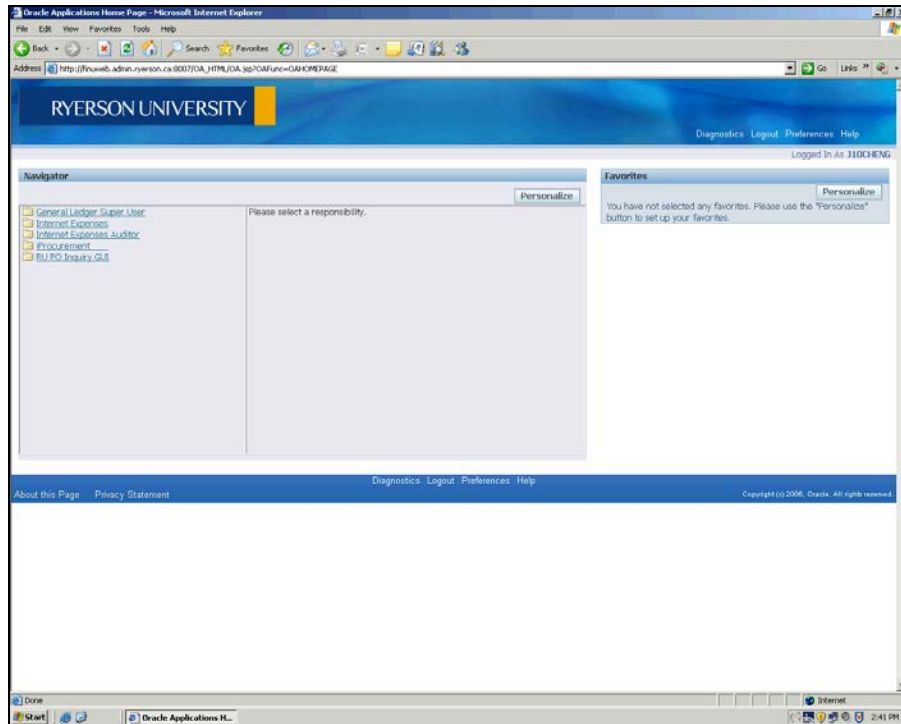 Oracle Applications Home Page - Microsoft Internet Explorer
File Edit View Favorites Tools Help
Back Search Favorites
Address http://finuweb.admin.ryerson.ca:8007/OA_HTML/OA.jsp?OAFunc=OAHOMEPAGE Go Links »
RYERSON UNIVERSITY
Diagnostics Logout Preferences Help
Logged In As J10CHENG
Navigator
Personalize
General Ledger Super User
Internet Expenses
Internet Expenses Auditor
iProcurement
RU PO Inquiry GUI
Please select a responsibility.
Favorites
Personalize
You have not selected any favorites. Please use the "Personalize"
button to set up your favorites.
Diagnostics Logout Preferences Help
About this Page Privacy Statement
Copyright (c) 2006, Oracle. All rights reserved.
Done Internet
Start Oracle Applications H... 2:41 PM